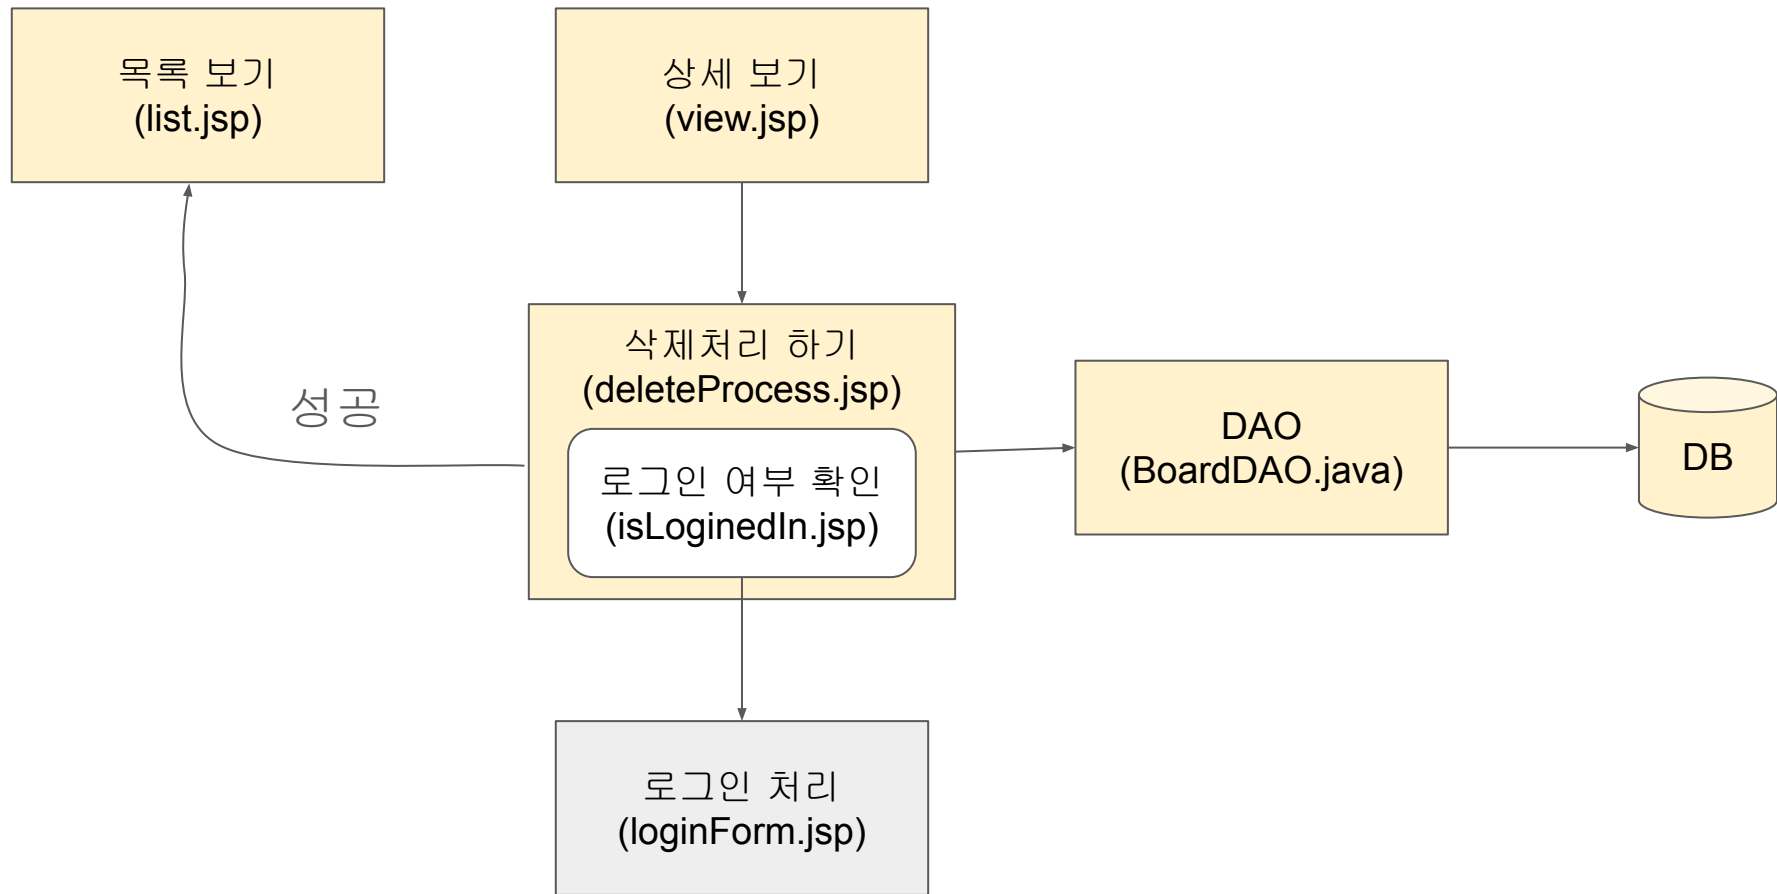 목록 보기
(list.jsp)
상세 보기
(view.jsp)
삭제처리 하기
(deleteProcess.jsp)
성공
로그인 여부 확인
(isLoginedIn.jsp)
DAO
(BoardDAO.java)
DB
로그인 처리
(loginForm.jsp)